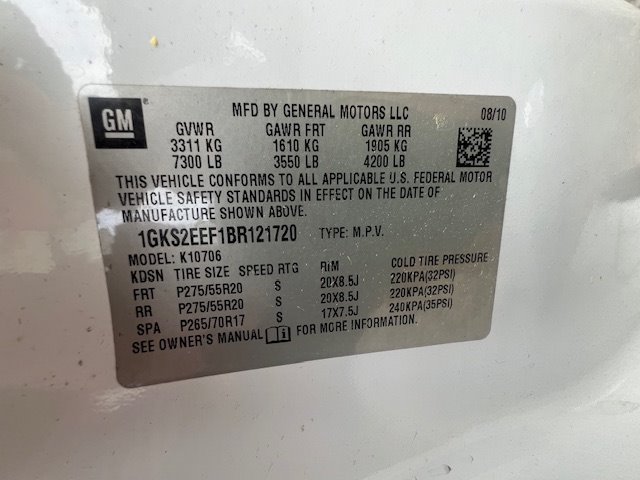 GM
MFD BY GENERAL MOTORS LLC 08/10
GVWR GAWR FRT GAWR RR
3311 KG 1610 KG 1905 KG
7300 LB 3550 LB 4200 LB
THIS VEHICLE CONFORMS TO ALL APPLICABLE U.S. FEDERAL MOTOR
VEHICLE SAFETY STANDARDS IN EFFECT ON THE DATE OF
MANUFACTURE SHOWN ABOVE.
1GKS2EEF1BR121720 TYPE: M.P.V.
MODEL: K10706
KDSN TIRE SIZE SPEED RTG RIM COLD TIRE PRESSURE
FRT P275/55R20 S 20X8.5J 220KPA(32PSI)
RR P275/55R20 S 20X8.5J 220KPA(32PSI)
SPA P265/70R17 S 17X7.5J 240KPA(35PSI)
SEE OWNER'S MANUAL FOR MORE INFORMATION.